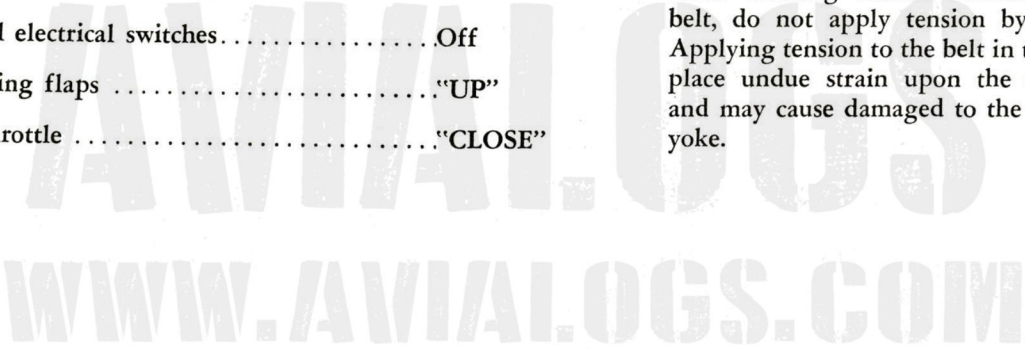 l electrical switches. . . . . . . . . . . . . . . . . .Off
ing flaps . . . . . . . . . . . . . . . . . . . . . . . . . . ."UP"
rottle . . . . . . . . . . . . . . . . . . . . . . . . . . . . . ."CLOSE"
belt, do not apply tension by
Applying tension to the belt in
place undue strain upon the
and may cause damaged to the
yoke.
AVIALOGS
WWW.AVIALOGS.COM